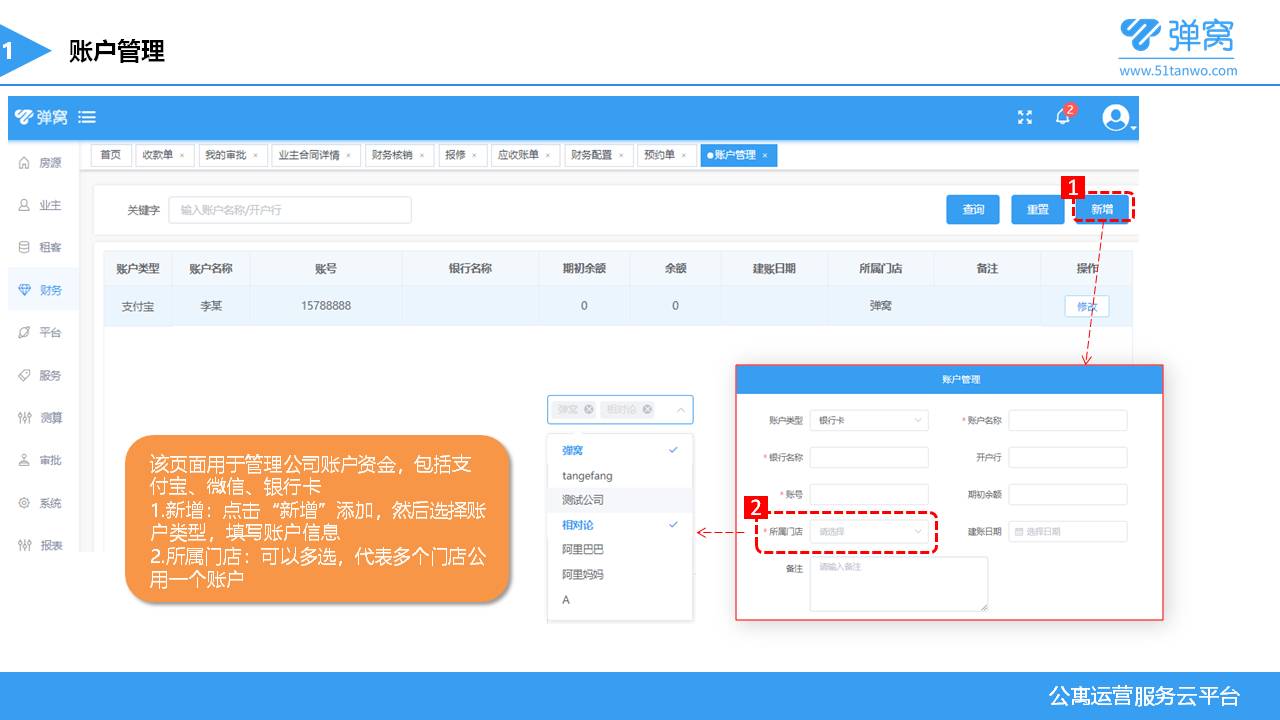 1
账户管理
弹窝
www.51tanwo.com
弹窝
2
房源
业主
租客
财务
平台
服务
测算
审批
系统
报表
首页 收款单 × 我的审批 × 业主合同详情 × 财务核销 × 报修 × 应收账单 × 财务配置 × 预约单 × 账户管理 ×
1
关键字 输入账户名称/开户行 查询 重置 新增
账户类型 账户名称 账号 银行名称 期初余额 余额 建账日期 所属门店 备注 操作
支付宝 李某 15788888 0 0 弹窝 修改
该页面用于管理公司账户资金，包括支
付宝、微信、银行卡
1.新增：点击“新增”添加，然后选择账
户类型，填写账户信息
2.所属门店：可以多选，代表多个门店公
用一个账户
弹窝 相对论
弹窝
tangefang
测试公司
相对论
阿里巴巴
阿里妈妈
A
账户管理
账户类型 银行卡 * 账户名称
* 银行名称 开户行
* 账号 期初余额
2
* 所属门店 请选择 建账日期 选择日期
备注 请输入备注
公寓运营服务云平台